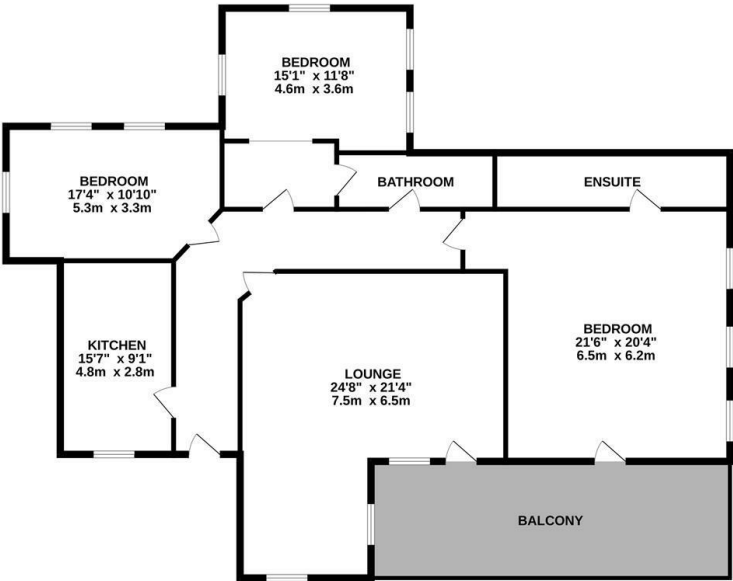 BEDROOM
15'1" x 11'8"
4.6m x 3.6m
BEDROOM
17'4" x 10'10"
5.3m x 3.3m
BATHROOM
ENSUITE
KITCHEN
15'7" x 9'1"
4.8m x 2.8m
LOUNGE
24'8" x 21'4"
7.5m x 6.5m
BEDROOM
21'6" x 20'4"
6.5m x 6.2m
BALCONY